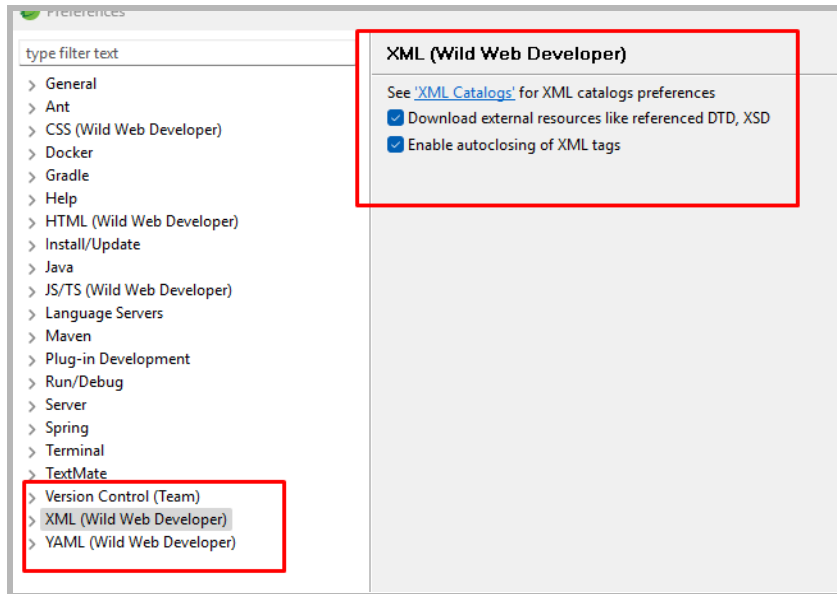 Preferences
type filter text
General
Ant
CSS (Wild Web Developer)
Docker
Gradle
Help
HTML (Wild Web Developer)
Install/Update
Java
JS/TS (Wild Web Developer)
Language Servers
Maven
Plug-in Development
Run/Debug
Server
Spring
Terminal
TextMate
Version Control (Team)
XML (Wild Web Developer)
YAML (Wild Web Developer)
XML (Wild Web Developer)
See 'XML Catalogs' for XML catalogs preferences
Download external resources like referenced DTD, XSD
Enable autoclosing of XML tags